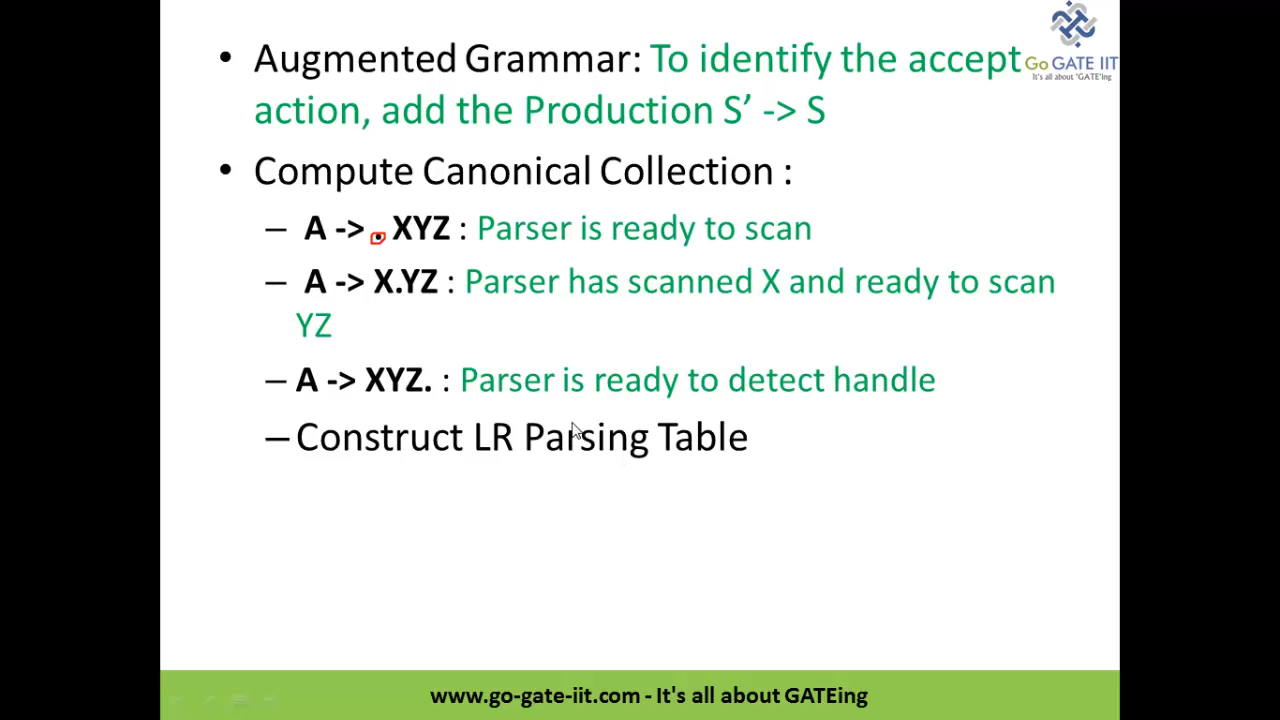 • Augmented Grammar: To identify the accept
action, add the Production S’ -> S
Go GATE IIT
It's all about 'GATE'ing
• Compute Canonical Collection :
– A -> . XYZ : Parser is ready to scan
– A -> X.YZ : Parser has scanned X and ready to scan
YZ
– A -> XYZ. : Parser is ready to detect handle
– Construct LR Parsing Table
www.go-gate-iit.com - It's all about GATEing